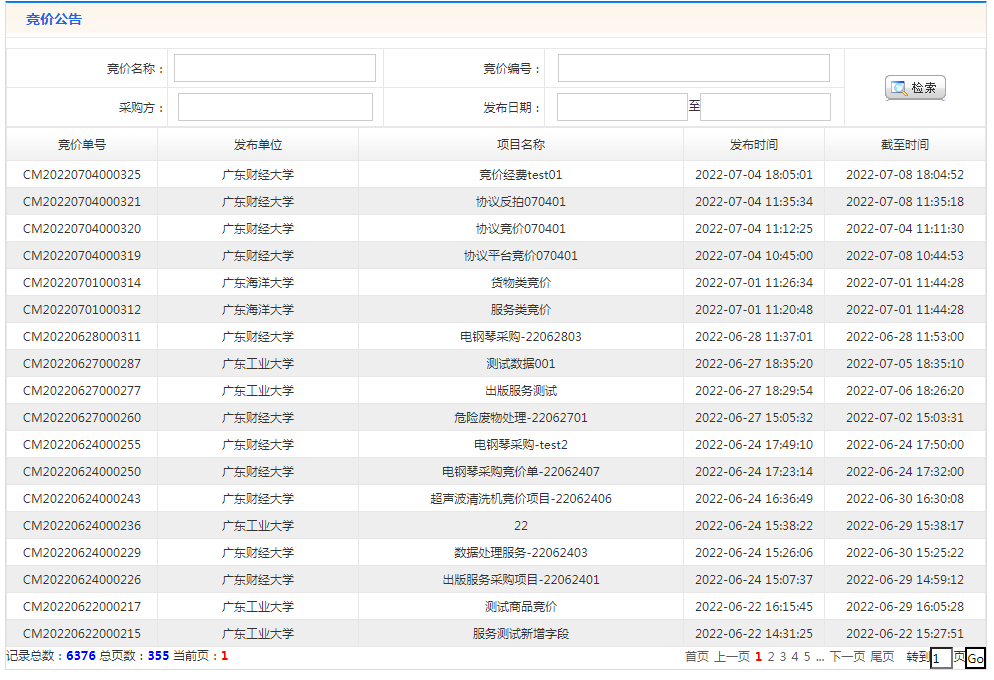 竞价公告
竞价名称： 竞价编号：
检索
采购方： 发布日期： 至
竞价单号 发布单位 项目名称 发布时间 截至时间
CM20220704000325 广东财经大学 竞价经费test01 2022-07-04 18:05:01 2022-07-08 18:04:52
CM20220704000321 广东财经大学 协议反拍070401 2022-07-04 11:35:34 2022-07-08 11:35:18
CM20220704000320 广东财经大学 协议竞价070401 2022-07-04 11:12:25 2022-07-04 11:11:30
CM20220704000319 广东财经大学 协议平台竞价070401 2022-07-04 10:45:00 2022-07-08 10:44:53
CM20220701000314 广东海洋大学 货物类竞价 2022-07-01 11:26:34 2022-07-01 11:44:28
CM20220701000312 广东海洋大学 服务类竞价 2022-07-01 11:20:48 2022-07-01 11:44:28
CM20220628000311 广东财经大学 电钢琴采购-22062803 2022-06-28 11:37:01 2022-06-28 11:53:00
CM20220627000287 广东工业大学 测试数据001 2022-06-27 18:35:20 2022-07-05 18:35:10
CM20220627000277 广东工业大学 出版服务测试 2022-06-27 18:29:54 2022-07-06 18:26:20
CM20220627000260 广东财经大学 危险废物处理-22062701 2022-06-27 15:05:32 2022-07-02 15:03:31
CM20220624000255 广东财经大学 电钢琴采购-test2 2022-06-24 17:49:10 2022-06-24 17:50:00
CM20220624000250 广东财经大学 电钢琴采购竞价单-22062407 2022-06-24 17:23:14 2022-06-24 17:32:00
CM20220624000243 广东财经大学 超声波清洗机竞价项目-22062406 2022-06-24 16:36:49 2022-06-30 16:30:08
CM20220624000236 广东工业大学 22 2022-06-24 15:38:22 2022-06-29 15:38:17
CM20220624000229 广东财经大学 数据处理服务-22062403 2022-06-24 15:26:06 2022-06-30 15:25:22
CM20220624000226 广东财经大学 出版服务采购项目-22062401 2022-06-24 15:07:37 2022-06-29 14:59:12
CM20220622000217 广东工业大学 测试商品竞价 2022-06-22 16:15:45 2022-06-29 16:05:28
CM20220622000215 广东工业大学 服务测试新增字段 2022-06-22 14:31:25 2022-06-22 15:27:51
记录总数：6376 总页数：355 当前页：1 首页 上一页 1 2 3 4 5 ... 下一页 尾页 转到 1 页 Go